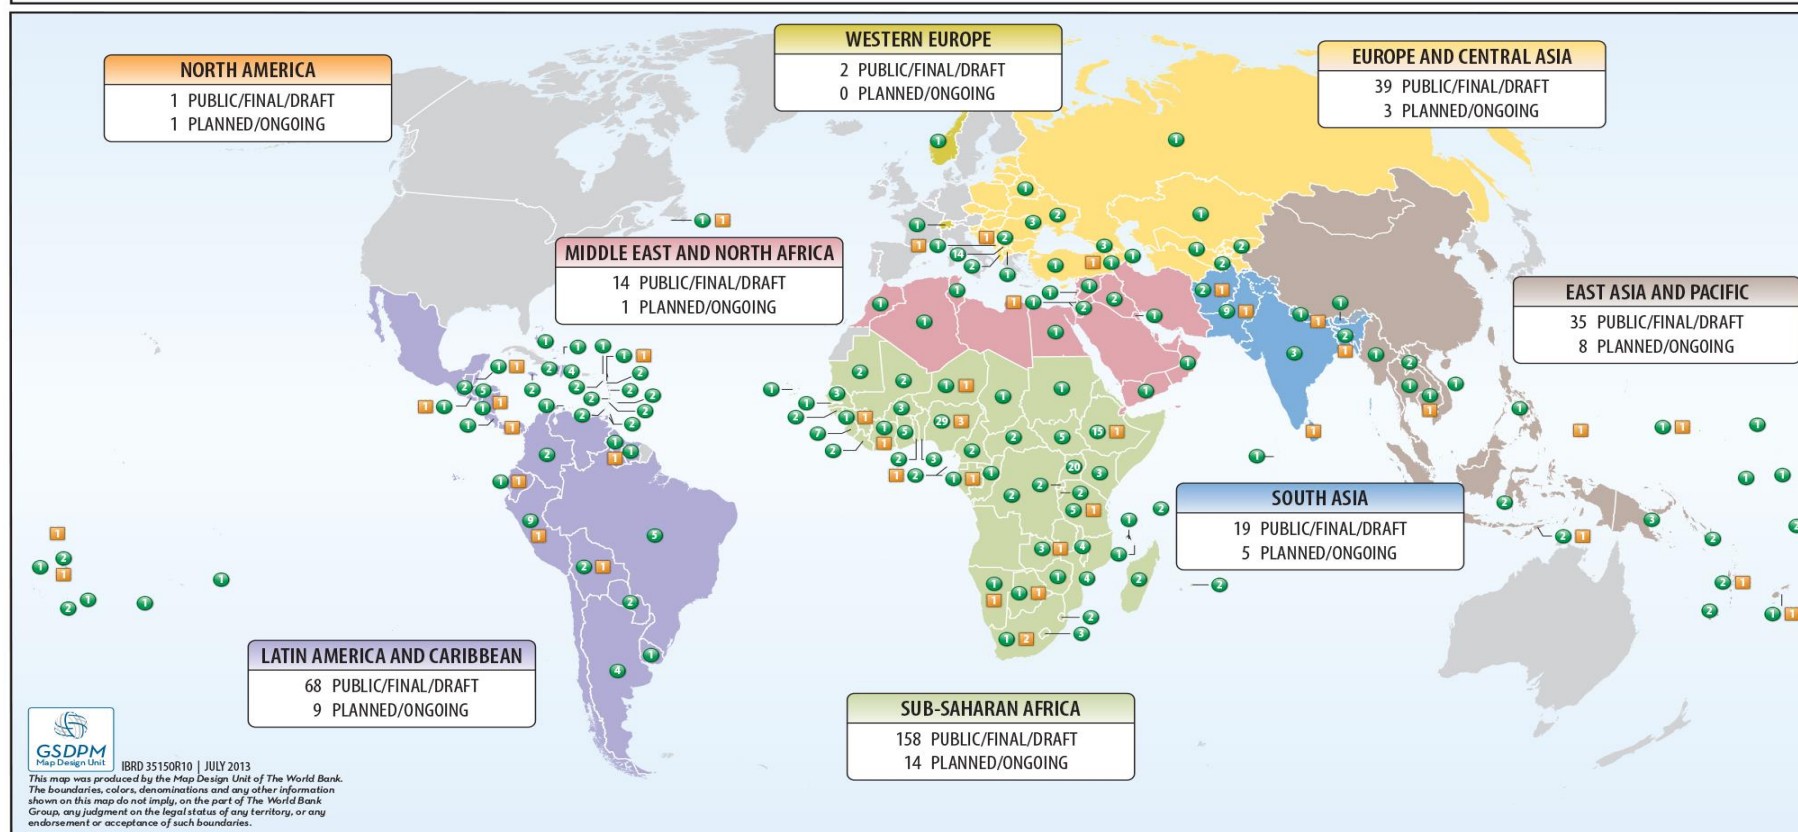 WESTERN EUROPE
2 PUBLIC/FINAL/DRAFT
0 PLANNED/ONGOING
EUROPE AND CENTRAL ASIA
39 PUBLIC/FINAL/DRAFT
3 PLANNED/ONGOING
NORTH AMERICA
1 PUBLIC/FINAL/DRAFT
1 PLANNED/ONGOING
MIDDLE EAST AND NORTH AFRICA
14 PUBLIC/FINAL/DRAFT
1 PLANNED/ONGOING
EAST ASIA AND PACIFIC
35 PUBLIC/FINAL/DRAFT
8 PLANNED/ONGOING
SOUTH ASIA
19 PUBLIC/FINAL/DRAFT
5 PLANNED/ONGOING
LATIN AMERICA AND CARIBBEAN
68 PUBLIC/FINAL/DRAFT
9 PLANNED/ONGOING
SUB-SAHARAN AFRICA
158 PUBLIC/FINAL/DRAFT
14 PLANNED/ONGOING
GSDPM
Map Design Unit
IBRD 35150R10 | JULY 2013
This map was produced by the Map Design Unit of The World Bank.
The boundaries, colors, denominations and any other information
shown on this map do not imply, on the part of The World Bank
Group, any judgment on the legal status of any territory, or any
endorsement or acceptance of such boundaries.